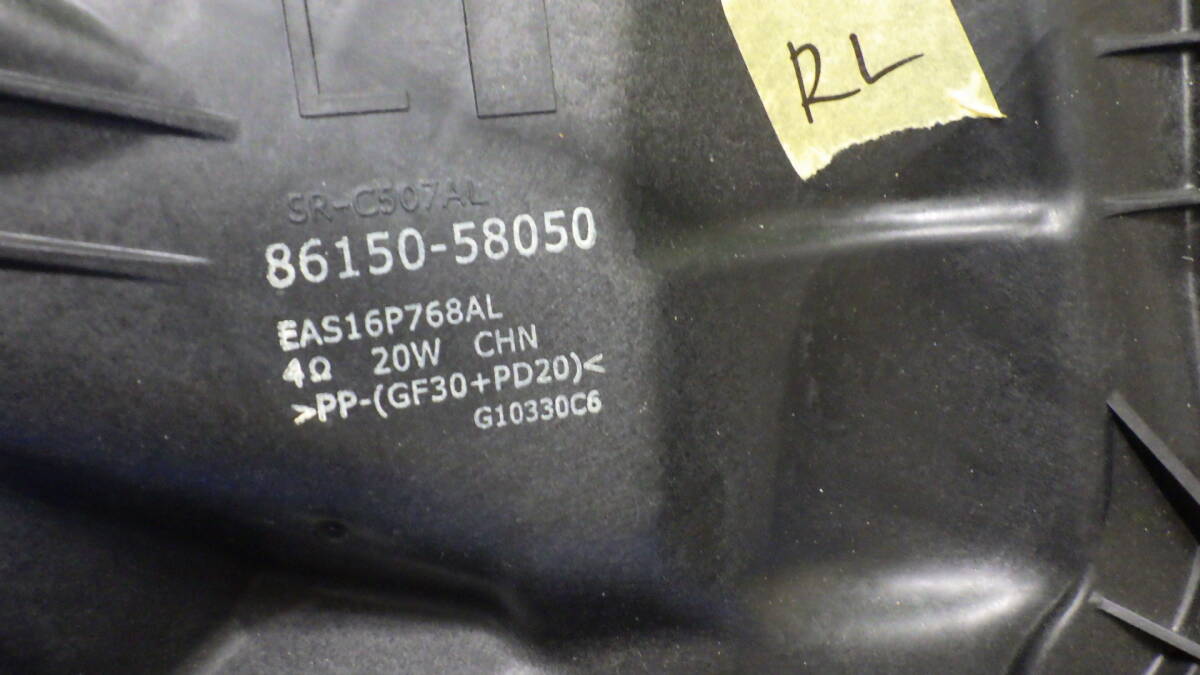 RL
SR-C507AL
86150-58050
EAS16P768AL
4Ω 20W CHN
>PP-(GF30+PD20)<
G10330C6